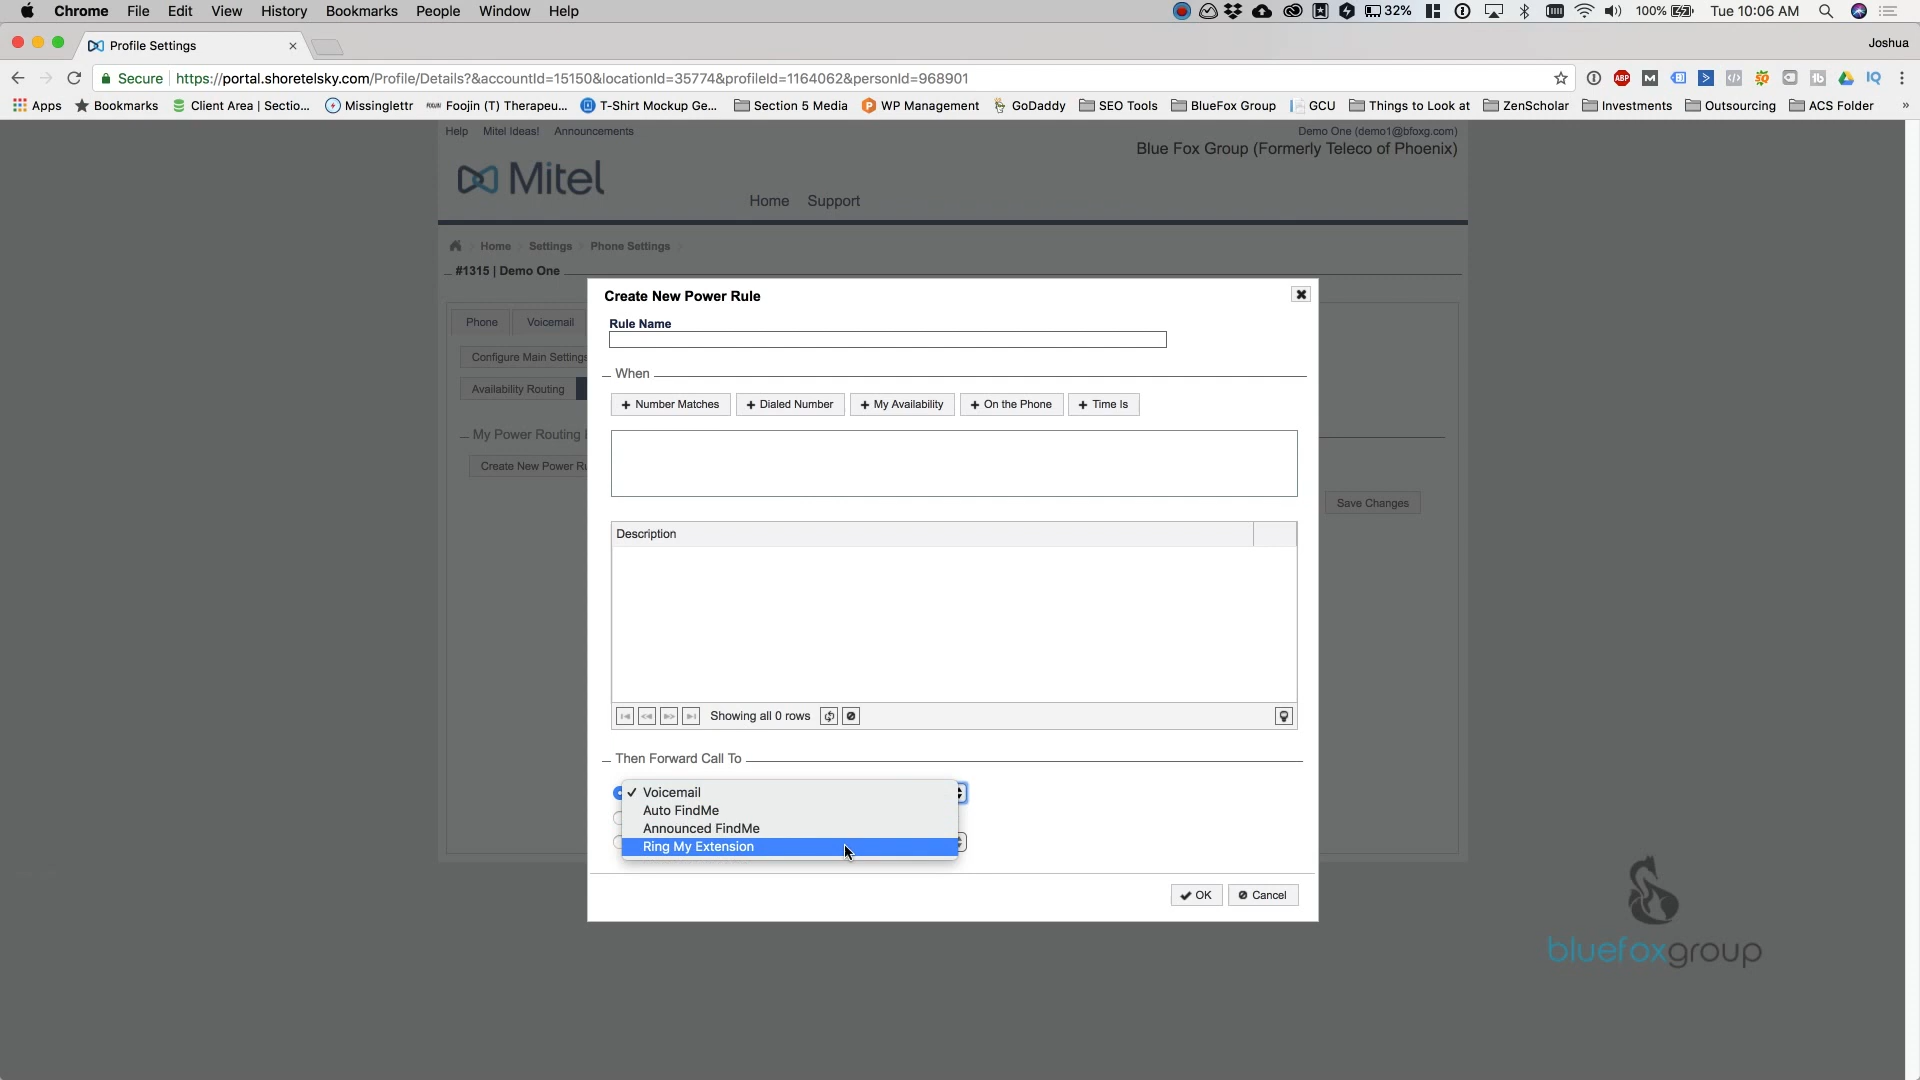 Chrome File Edit View History Bookmarks People Window Mitel Help 32% 100% Tue 10:06 AM
Profile Settings Joshua
Secure https://portal.shoretelsky.com/Profile/Details?&accountId=15150&locationId=35774&profileId=1164062&personId=968901
Apps Bookmarks Client Area | Sectio... Missinglettr Foojin (T) Therapeu... T-Shirt Mockup Ge... Section 5 Media WP Management GoDaddy SEO Tools BlueFox Group GCU Things to Look at ZenScholar Investments Outsourcing ACS Folder »
Help Mitel Ideas! Announcements Demo One (demo1@bfoxg.com)
Blue Fox Group (Formerly Teleco of Phoenix)
Mitel
Home Support
Home Settings Phone Settings
#1315 | Demo One
Create New Power Rule
Phone Voicemail
Rule Name
Configure Main Settings
When
Availability Routing
+ Number Matches + Dialed Number + My Availability + On the Phone + Time Is
My Power Routing
Create New Power Ru
Save Changes
Description
Showing all 0 rows
Then Forward Call To
✓ Voicemail
Auto FindMe
Announced FindMe
Ring My Extension
OK Cancel
bluefoxgroup